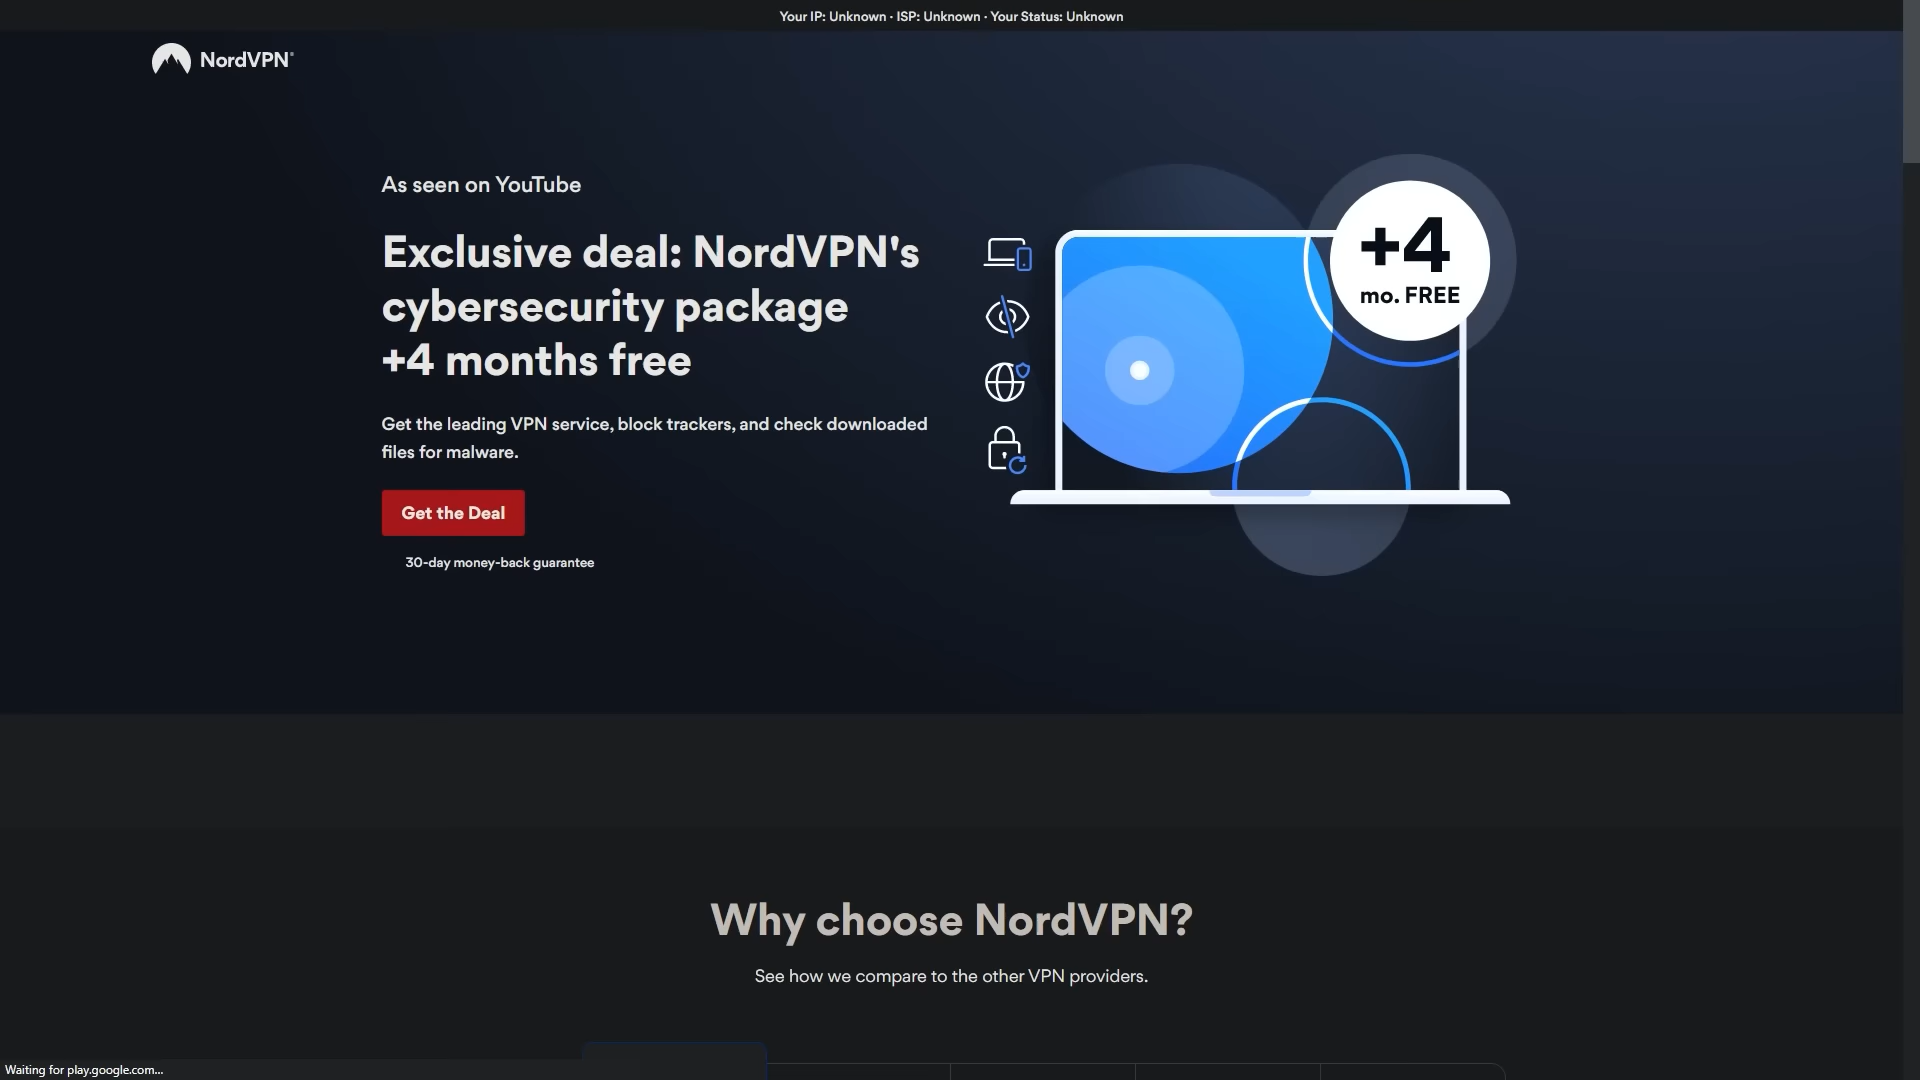 Your IP: Unknown · ISP: Unknown · Your Status: Unknown
NordVPN®
As seen on YouTube
Exclusive deal: NordVPN's
cybersecurity package
+4 months free
Get the leading VPN service, block trackers, and check downloaded
files for malware.
Get the Deal
30-day money-back guarantee
+4
mo. FREE
Why choose NordVPN?
See how we compare to the other VPN providers.
Waiting for play.google.com...